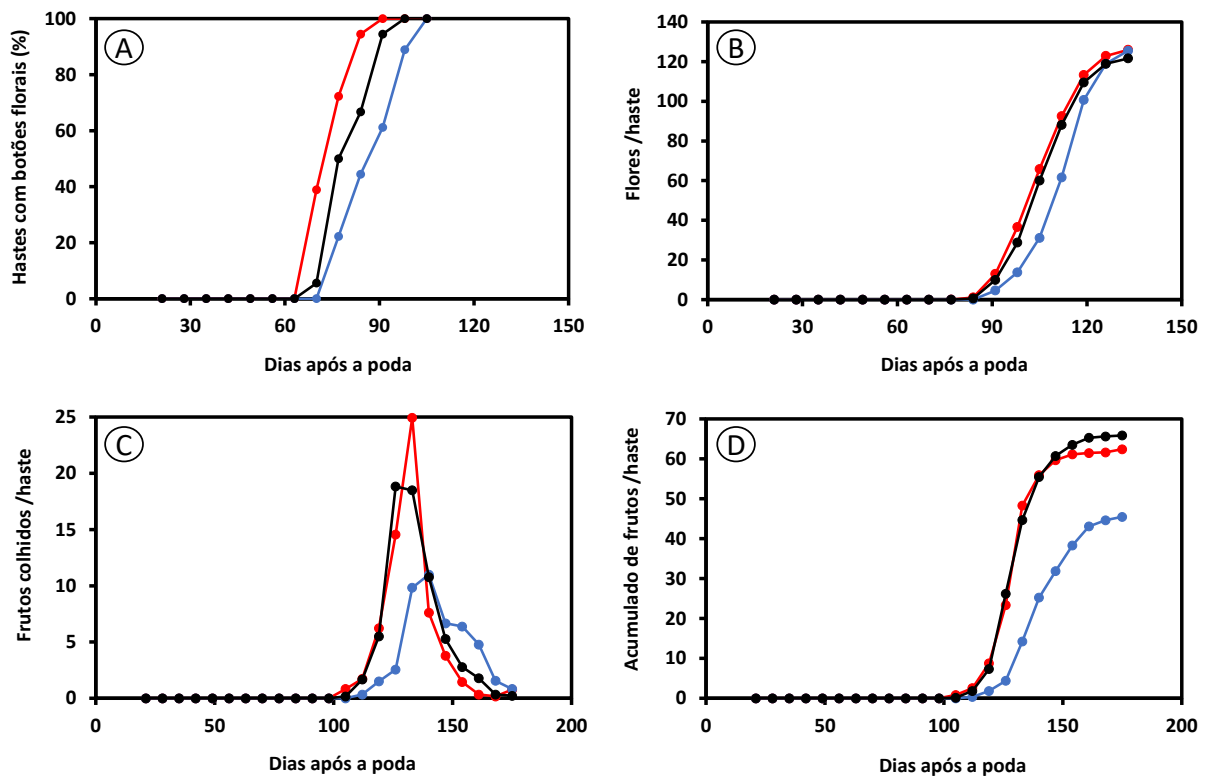 Hastes com botões florais (%)
A
100
80
60
40
20
0
0 30 60 90 120 150
Dias após a poda
Flores /haste
B
140
120
100
80
60
40
20
0
0 30 60 90 120 150
Dias após a poda
Frutos colhidos /haste
C
25
20
15
10
5
0
0 50 100 150 200
Dias após a poda
Acumulado de frutos /haste
D
70
60
50
40
30
20
10
0
0 50 100 150 200
Dias após a poda